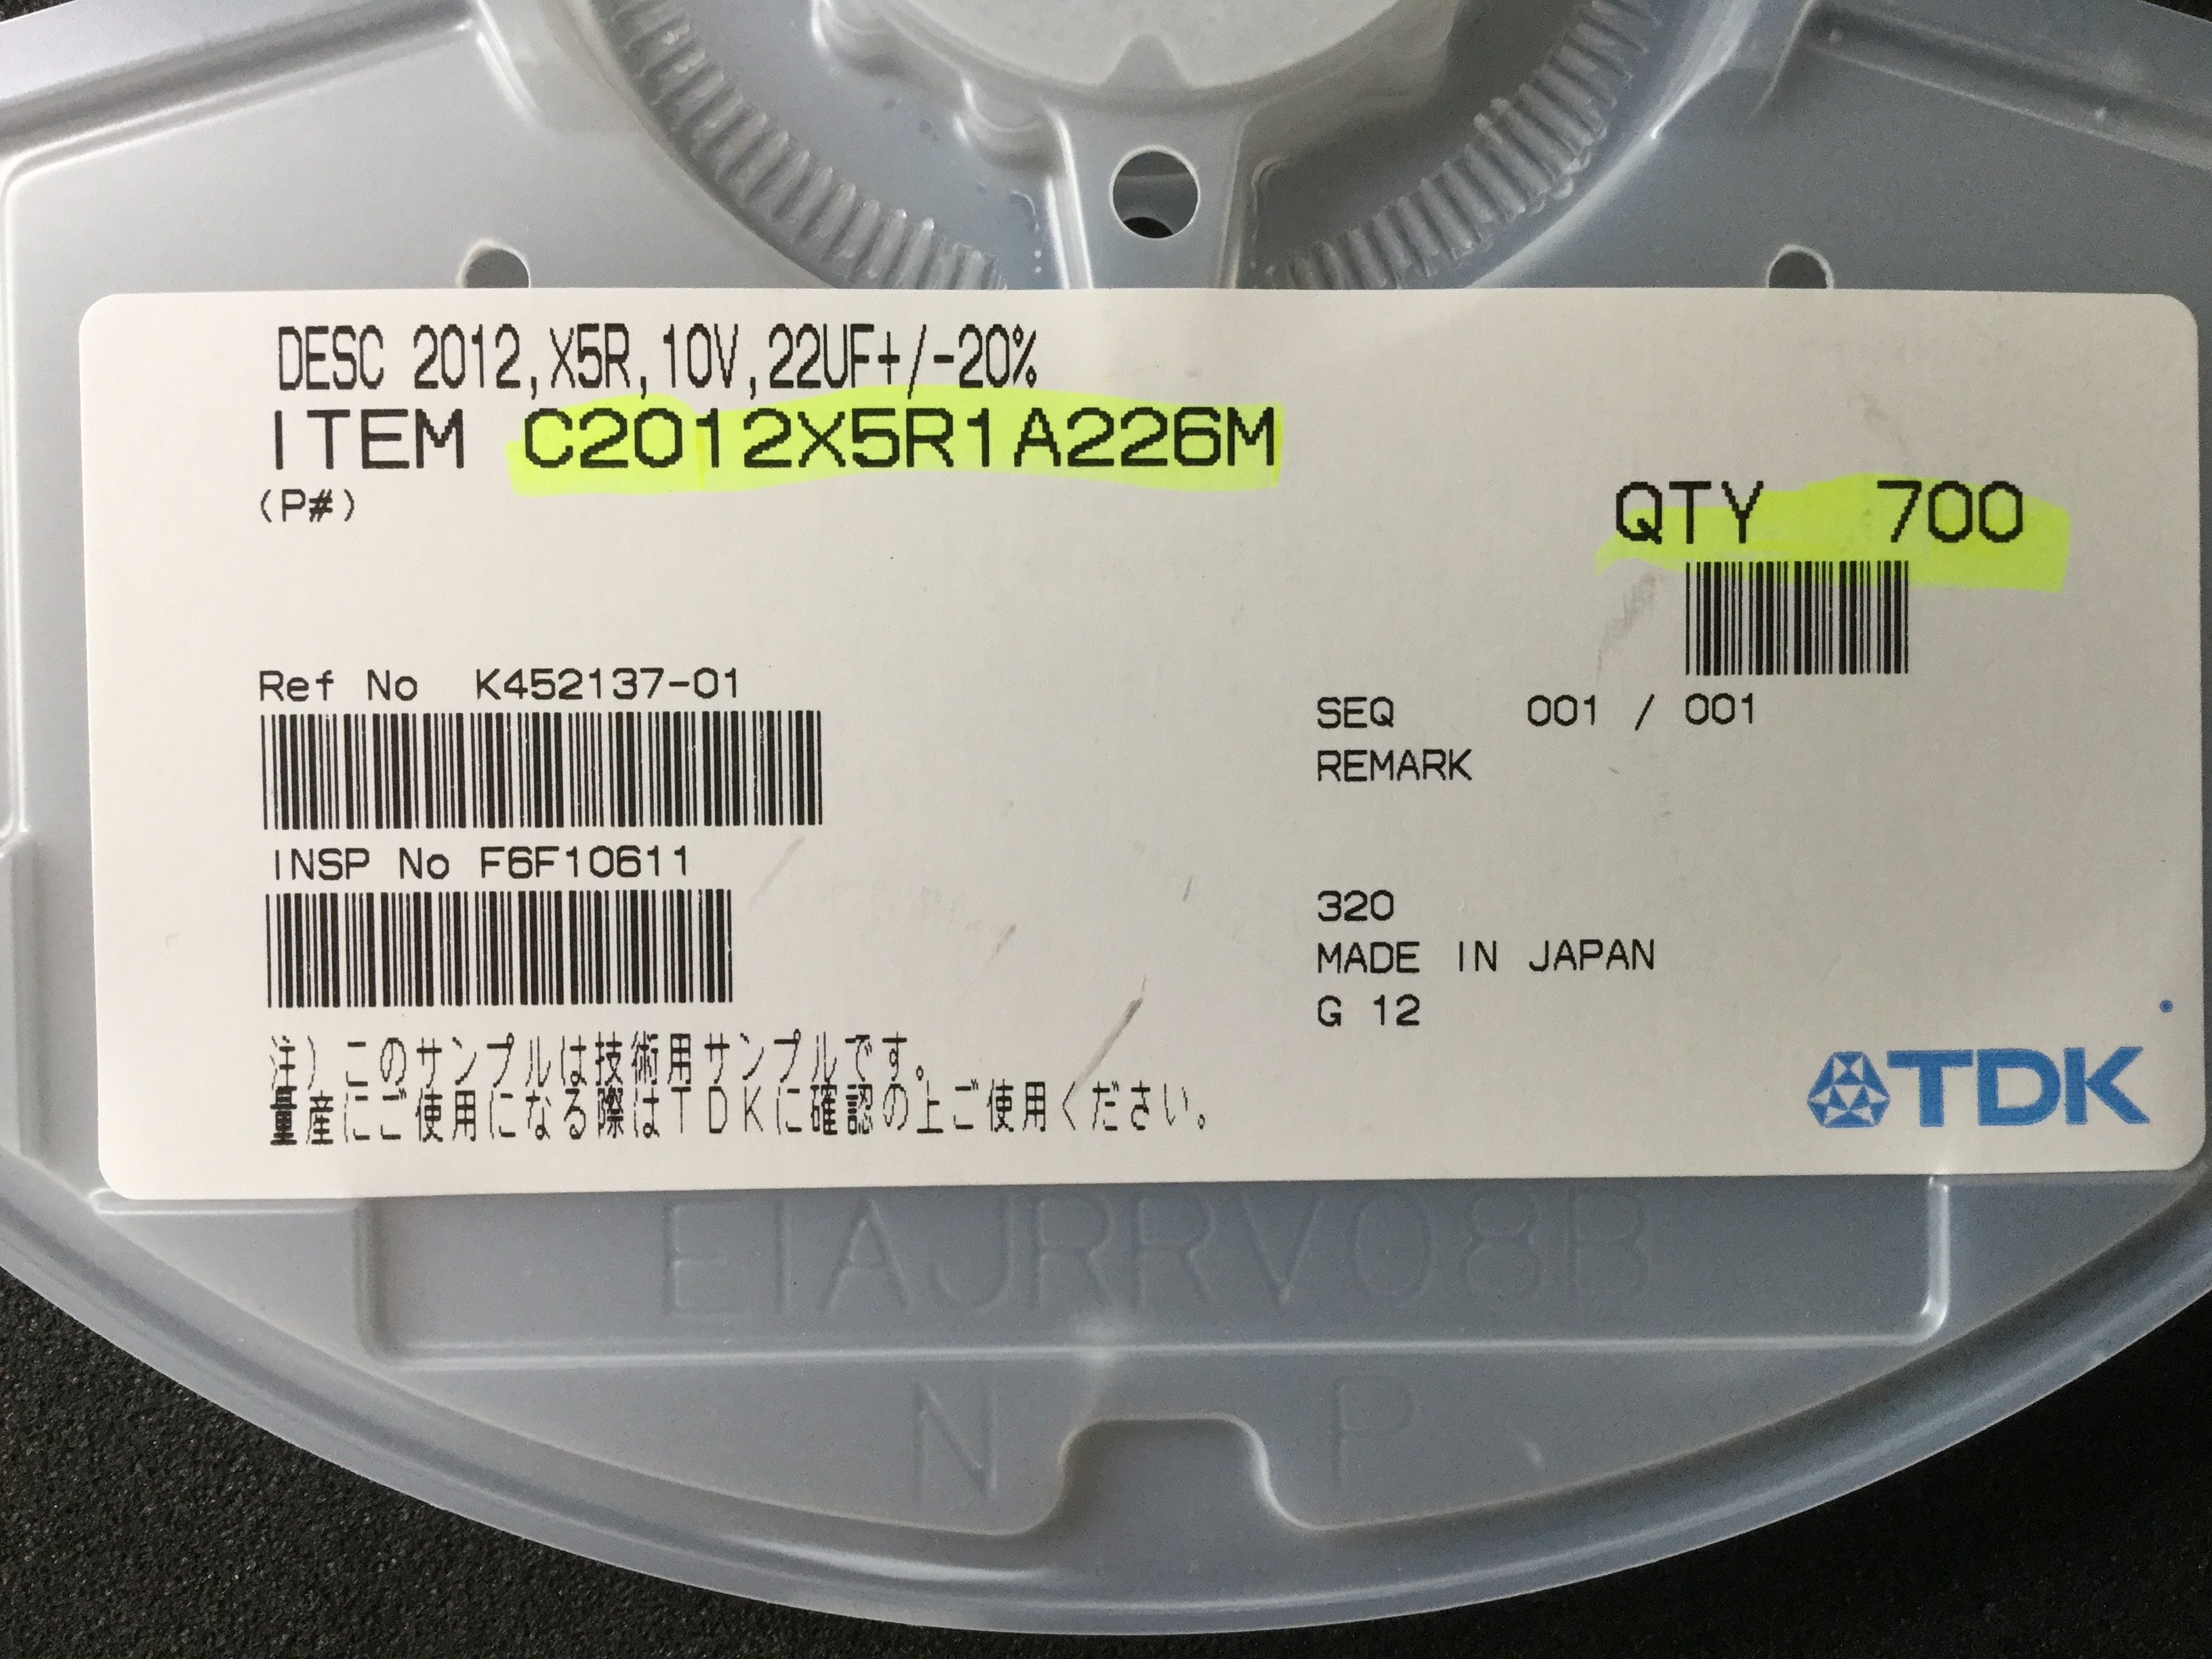 DESC 2012,X5R,10V,22UF+/-20%
ITEM C2012X5R1A226M
(P#)
QTY 700
Ref No K452137-01
SEQ 001 / 001
REMARK
INSP No F6F10611
320
MADE IN JAPAN
G 12
注)このサンプルは技術用サンプルです。
量産にご使用になる際はTDKに確認の上ご使用ください。
TDK
EIAJRRV08B
N P